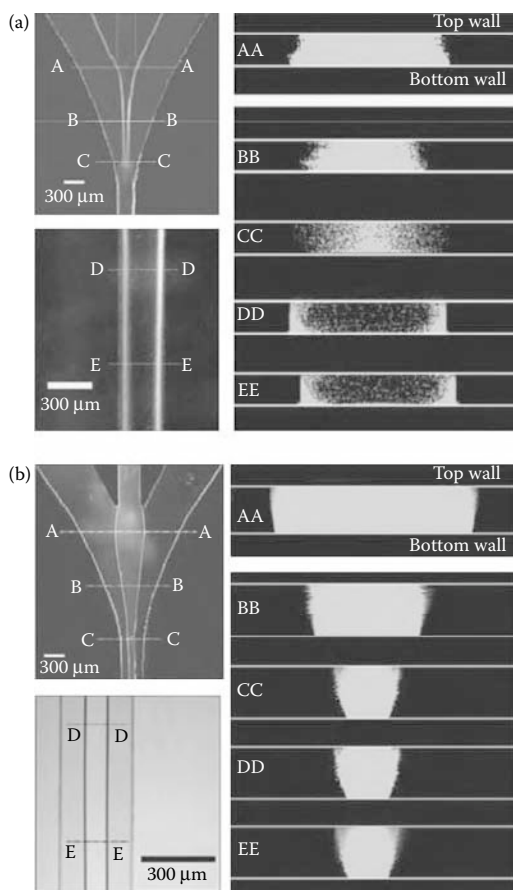 (a)
A A
B B
C C
300 µm
D D
E E
300 µm
Top wall
AA
Bottom wall
BB
CC
DD
EE
(b)
A A
B B
C C
300 µm
D D
E E
300 µm
Top wall
AA
Bottom wall
BB
CC
DD
EE